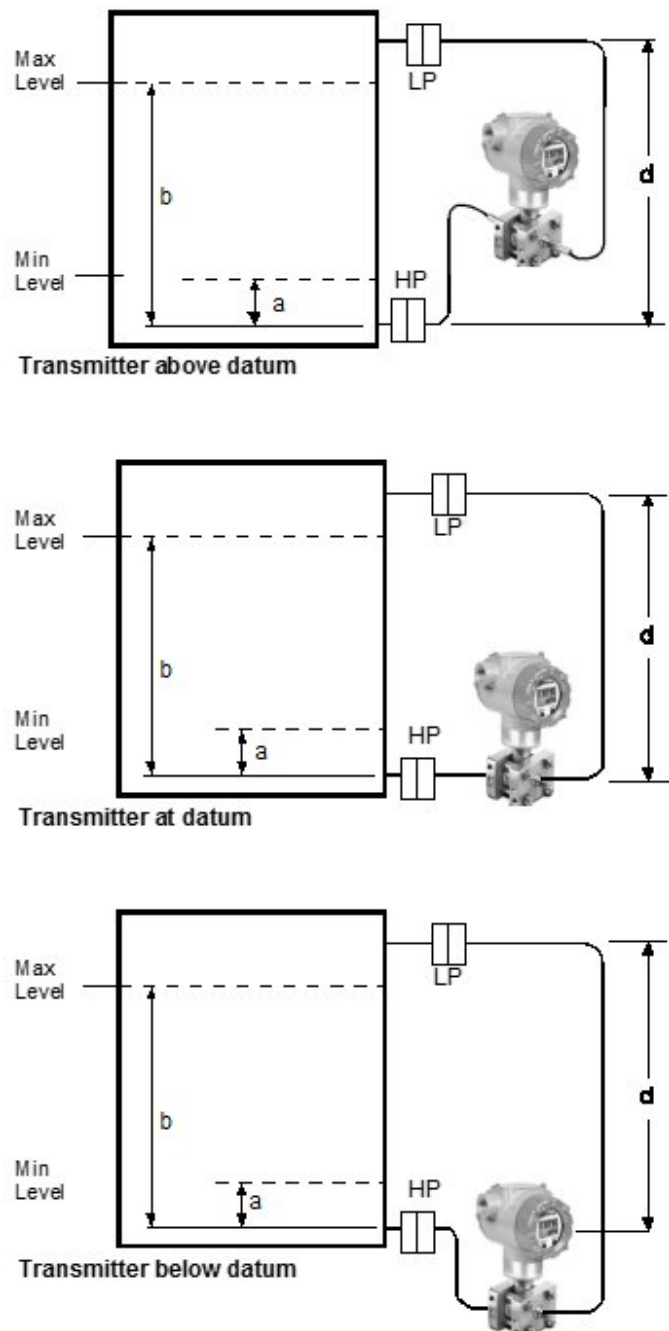 Max
Level
LP
b
d
Min
Level
a
HP
Transmitter above datum
Max
Level
LP
b
d
Min
Level
a
HP
Transmitter at datum
Max
Level
LP
b
d
Min
Level
a
HP
Transmitter below datum